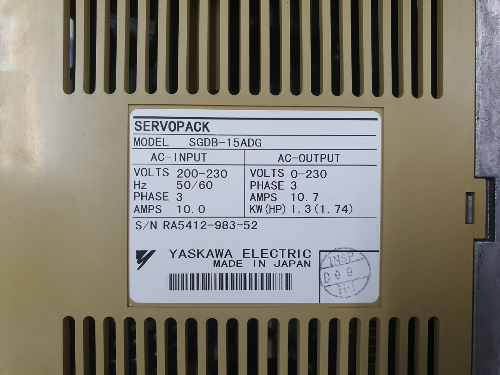 SERVOPACK
MODEL SGDB-15ADG
AC-INPUT AC-OUTPUT
VOLTS 200-230 VOLTS 0-230
Hz 50/60 PHASE 3
PHASE 3 AMPS 10.7
AMPS 10.0 KW(HP) 1.3(1.74)
S/N RA5412-983-52
YASKAWA ELECTRIC
MADE IN JAPAN
INSP
D99